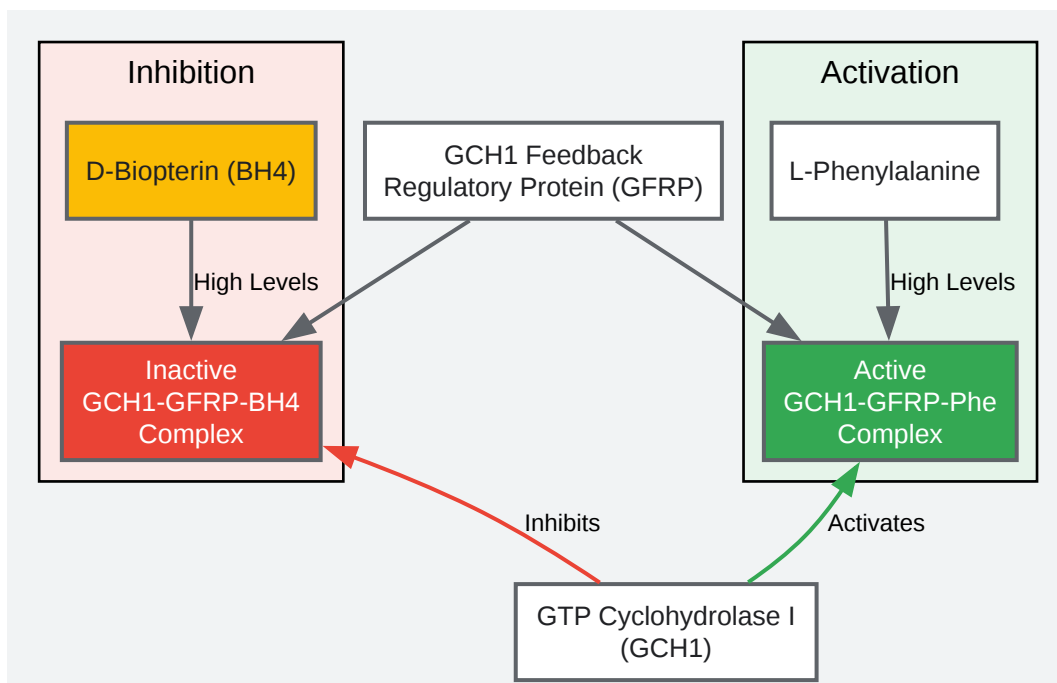 Inhibition
Activation
D-Biopterin (BH4)
GCH1 Feedback
Regulatory Protein (GFRP)
L-Phenylalanine
High Levels
High Levels
Inactive
GCH1-GFRP-BH4
Complex
Active
GCH1-GFRP-Phe
Complex
Inhibits
Activates
GTP Cyclohydrolase I
(GCH1)